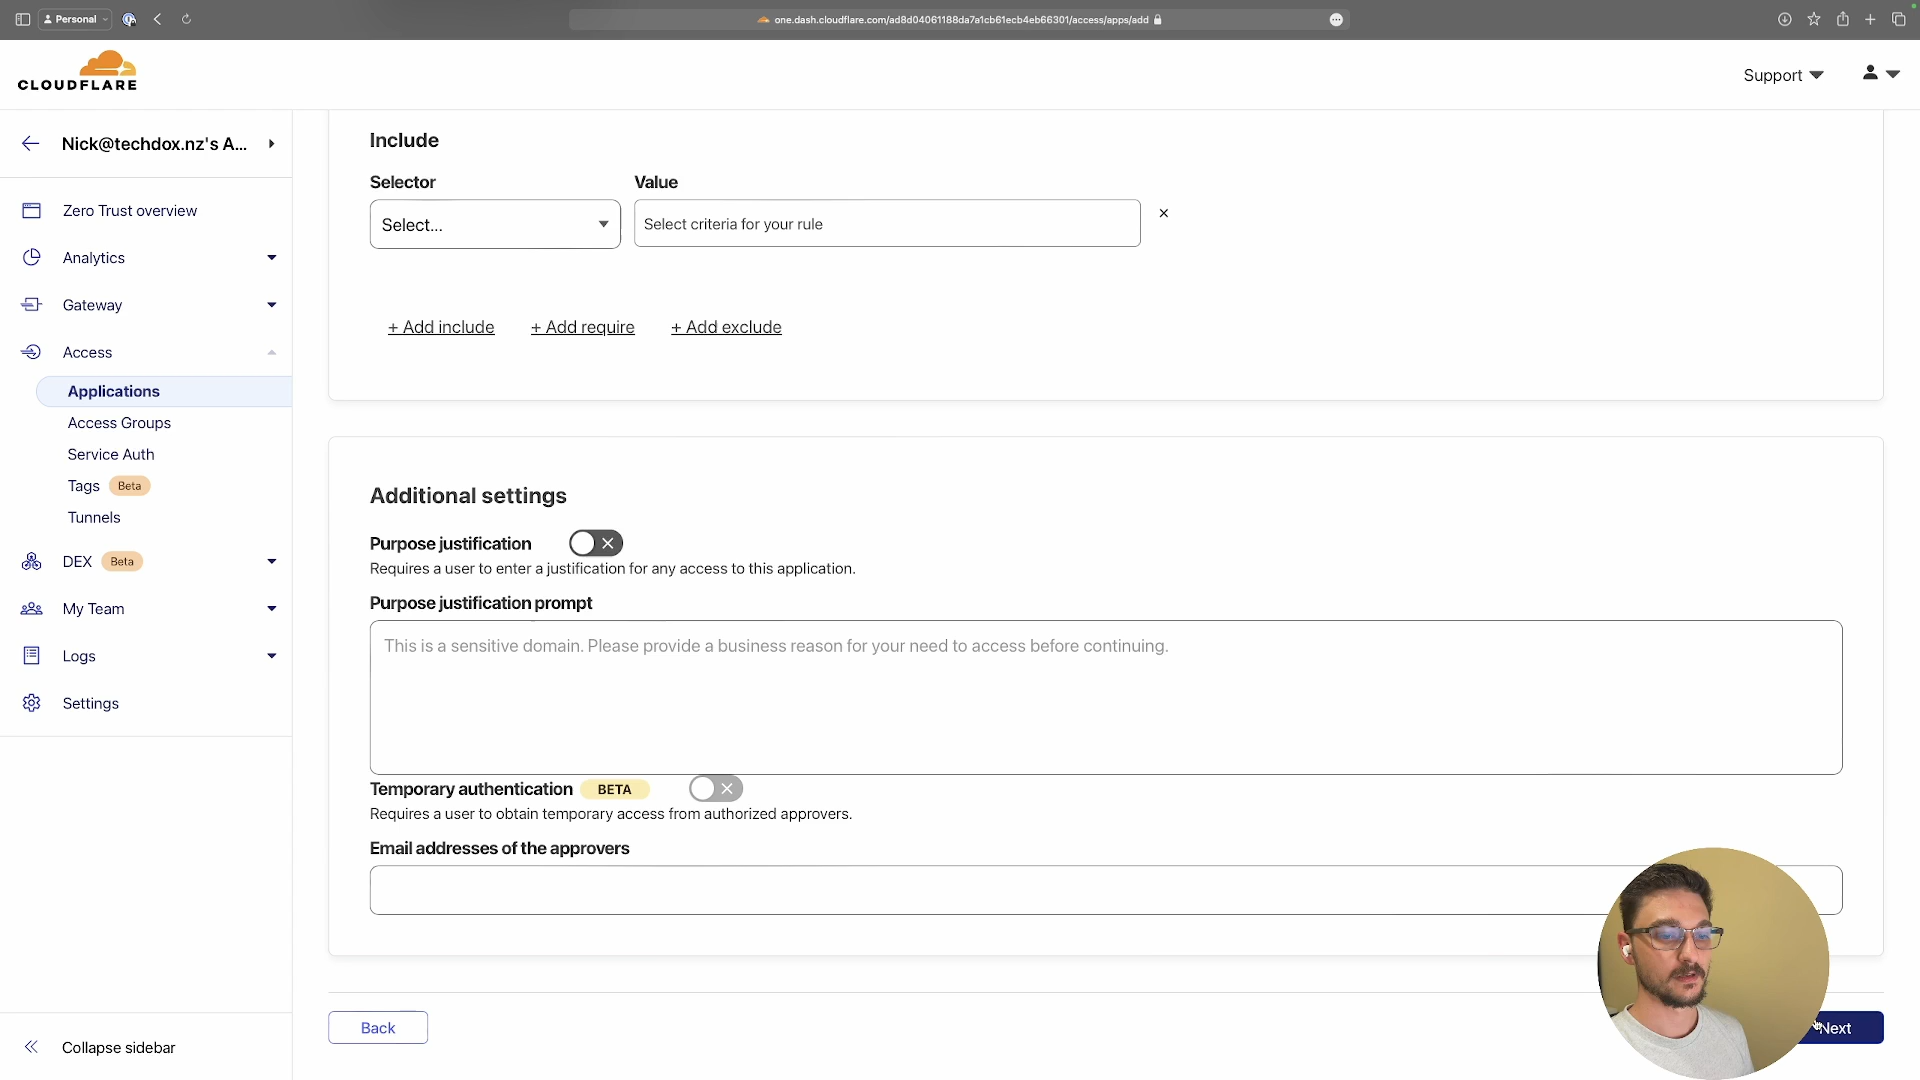 Personal
one.dash.cloudflare.com/ad8d04061188da7a1cb61ecb4eb66301/access/apps/add
CLOUDFLARE
Support
Nick@techdox.nz's A...
Zero Trust overview
Analytics
Gateway
Access
Applications
Access Groups
Service Auth
Tags Beta
Tunnels
DEX Beta
My Team
Logs
Settings
Collapse sidebar
Include
Selector Value
Select... Select criteria for your rule
+ Add include + Add require + Add exclude
Additional settings
Purpose justification
Requires a user to enter a justification for any access to this application.
Purpose justification prompt
This is a sensitive domain. Please provide a business reason for your need to access before continuing.
Temporary authentication BETA
Requires a user to obtain temporary access from authorized approvers.
Email addresses of the approvers
Back Next